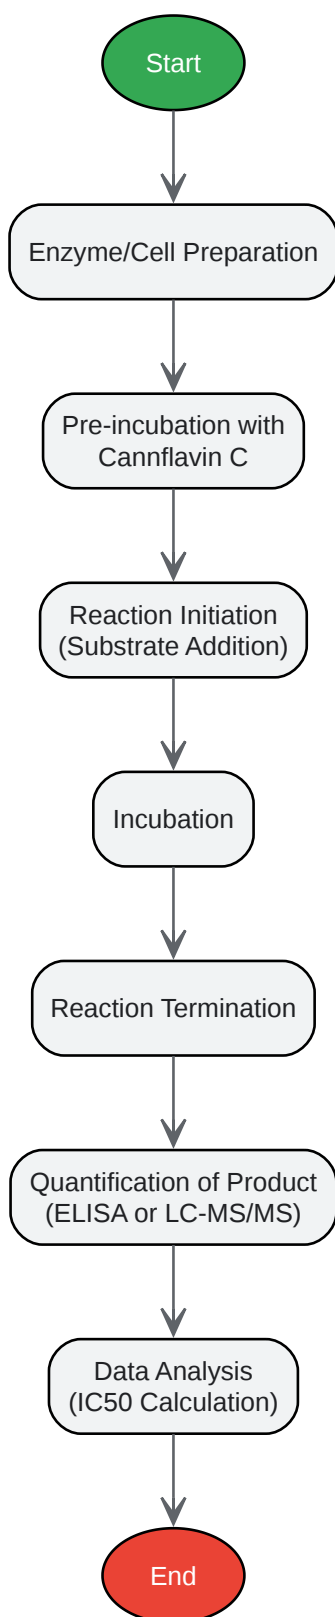 Start
Enzyme/Cell Preparation
Pre-incubation with
Cannflavin C
Reaction Initiation
(Substrate Addition)
Incubation
Reaction Termination
Quantification of Product
(ELISA or LC-MS/MS)
Data Analysis
(IC50 Calculation)
End